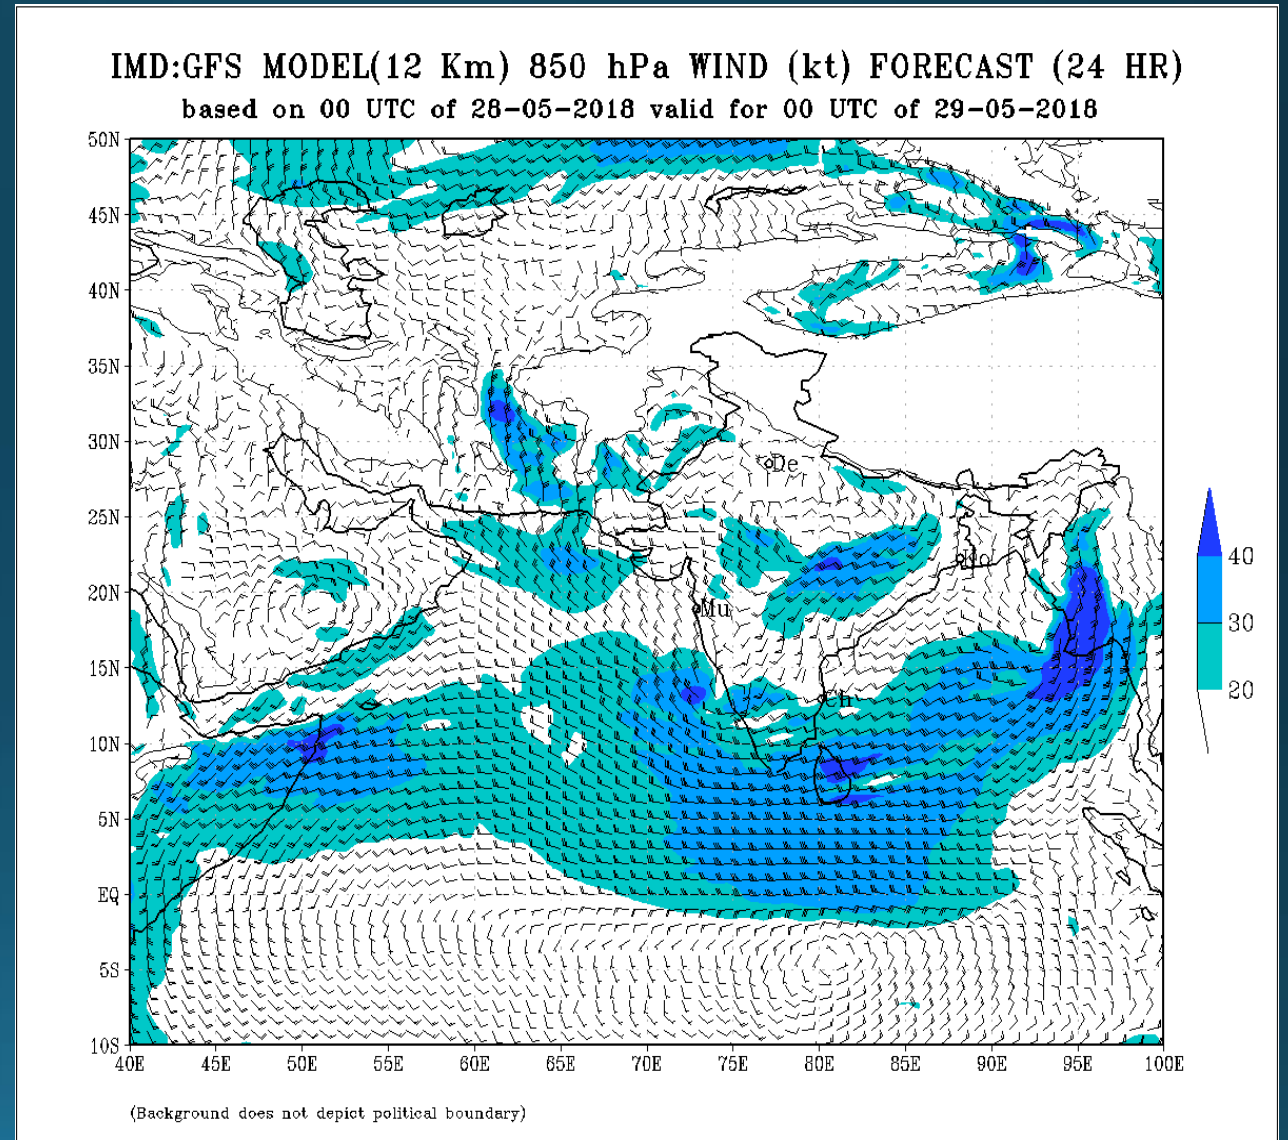 IMD:GFS MODEL(12 Km) 850 hPa WIND (kt) FORECAST (24 HR)
based on 00 UTC of 28-05-2018 valid for 00 UTC of 29-05-2018
50N
45N
40N
35N
30N
25N
20N
15N
10N
5N
EQ
5S
10S
De
Ko
Mu
Ch
40
30
20
40E 45E 50E 55E 60E 65E 70E 75E 80E 85E 90E 95E 100E
(Background does not depict political boundary)